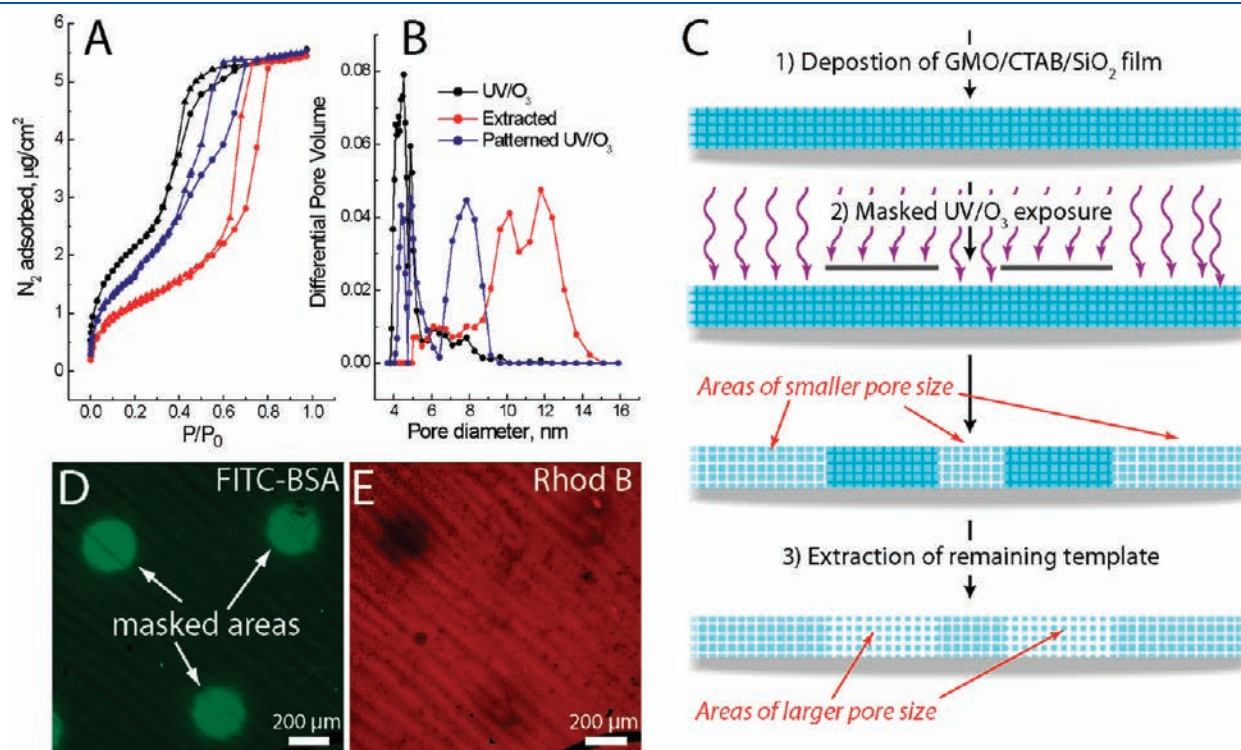 A
N2 adsorbed, µg/cm2
6
5
4
3
2
1
0
0.0 0.2 0.4 0.6 0.8 1.0
P/P0
B
Differential Pore Volume
0.08
0.06
0.04
0.02
0.00
UV/O3
Extracted
Patterned UV/O3
4 6 8 10 12 14 16
Pore diameter, nm
C
1) Depostion of GMO/CTAB/SiO2 film
2) Masked UV/O3 exposure
Areas of smaller pore size
3) Extraction of remaining template
Areas of larger pore size
D
FITC-BSA
masked areas
200 µm
E
Rhod B
200 µm